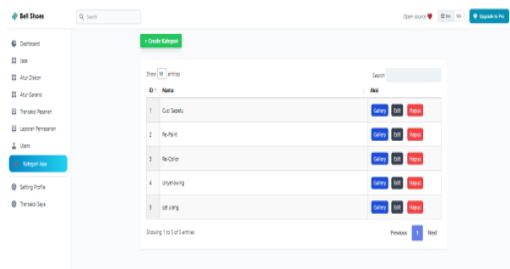 Bell Shoes
Search
Open source
Upgrade to Pro
Dashboard
Jasa
Atur Diskon
Atur Garansi
Transaksi Pesanan
Laporan Pemesanan
Users
Kategori Jasa
Setting Profile
Transaksi Saya
+ Create Kategori
Show 10 entries
Search
ID Nama Aksi
1 Cuci Sepatu Gallery Edit Hapus
2 Re-Paint Gallery Edit Hapus
3 Re-Color Gallery Edit Hapus
4 Unyellowing Gallery Edit Hapus
5 Gallery Edit Hapus
Showing 1 to 5 of 5 entries
Previous 1 Next